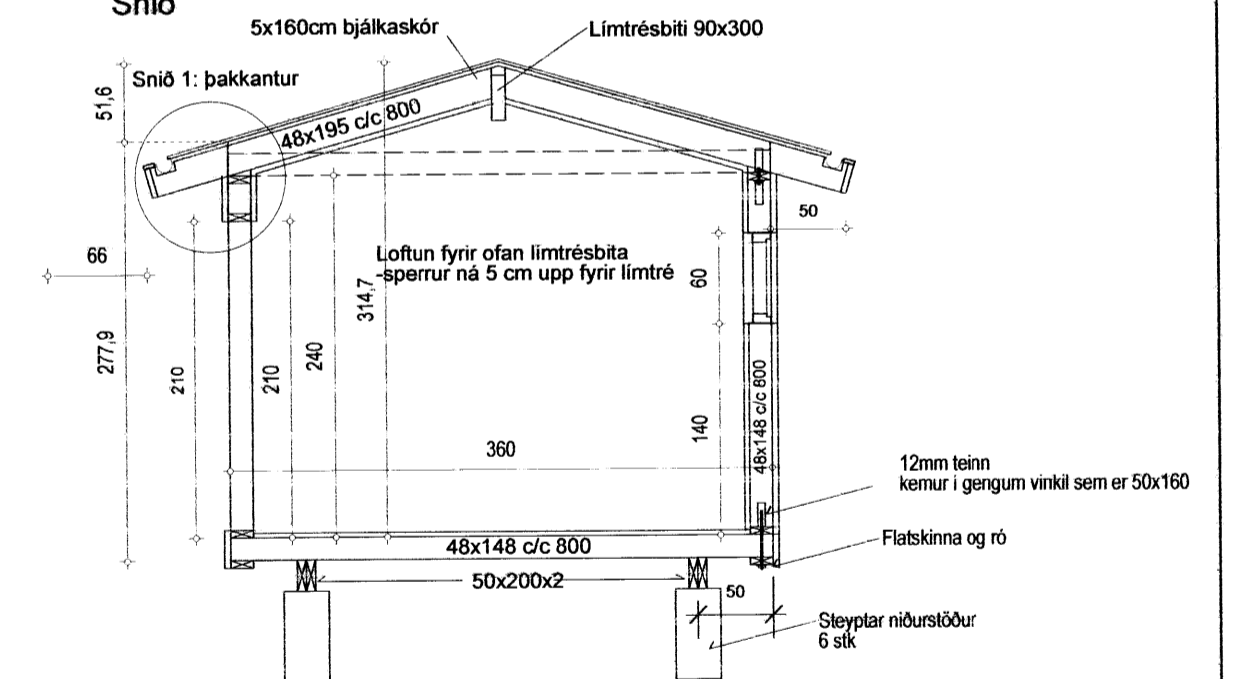 Snið
5x160cm bjálkaskór
Límtrésbiti 90x300
Snið 1: þakkantur
51,6
48x195 c/c 800
50
66
Loftun fyrir ofan límtrésbita
-sperrur ná 5 cm upp fyrir límtré
60
314,7
277,9
210
210
240
140
48x148 c/c 800
360
12mm teinn
kemur í gengum vinkil sem er 50x160
Flatskinna og ró
48x148 c/c 800
50x200x2
50
Steyptar niðurstöður
6 stk